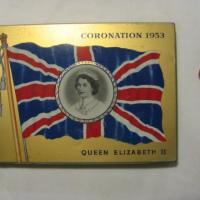 CORONATION 1953
QUEEN ELIZABETH II